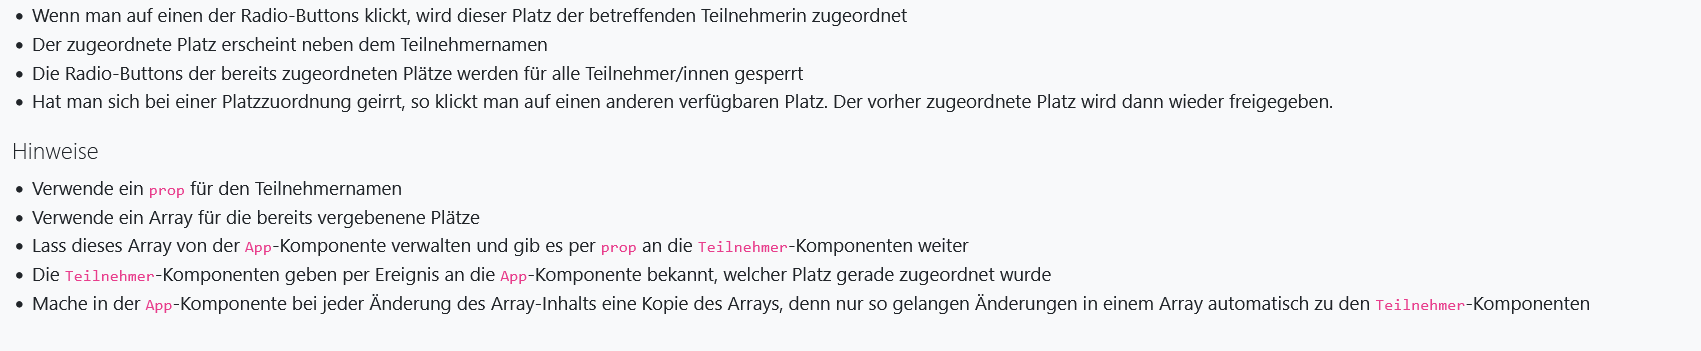 • Wenn man auf einen der Radio-Buttons klickt, wird dieser Platz der betreffenden Teilnehmerin zugeordnet
• Der zugeordnete Platz erscheint neben dem Teilnehmernamen
• Die Radio-Buttons der bereits zugeordneten Plätze werden für alle Teilnehmer/innen gesperrt
• Hat man sich bei einer Platzzuordnung geirrt, so klickt man auf einen anderen verfügbaren Platz. Der vorher zugeordnete Platz wird dann wieder freigegeben.
Hinweise
• Verwende ein prop für den Teilnehmernamen
• Verwende ein Array für die bereits vergebenene Plätze
• Lass dieses Array von der App-Komponente verwalten und gib es per prop an die Teilnehmer-Komponenten weiter
• Die Teilnehmer-Komponenten geben per Ereignis an die App-Komponente bekannt, welcher Platz gerade zugeordnet wurde
• Mache in der App-Komponente bei jeder Änderung des Array-Inhalts eine Kopie des Arrays, denn nur so gelangen Änderungen in einem Array automatisch zu den Teilnehmer-Komponenten